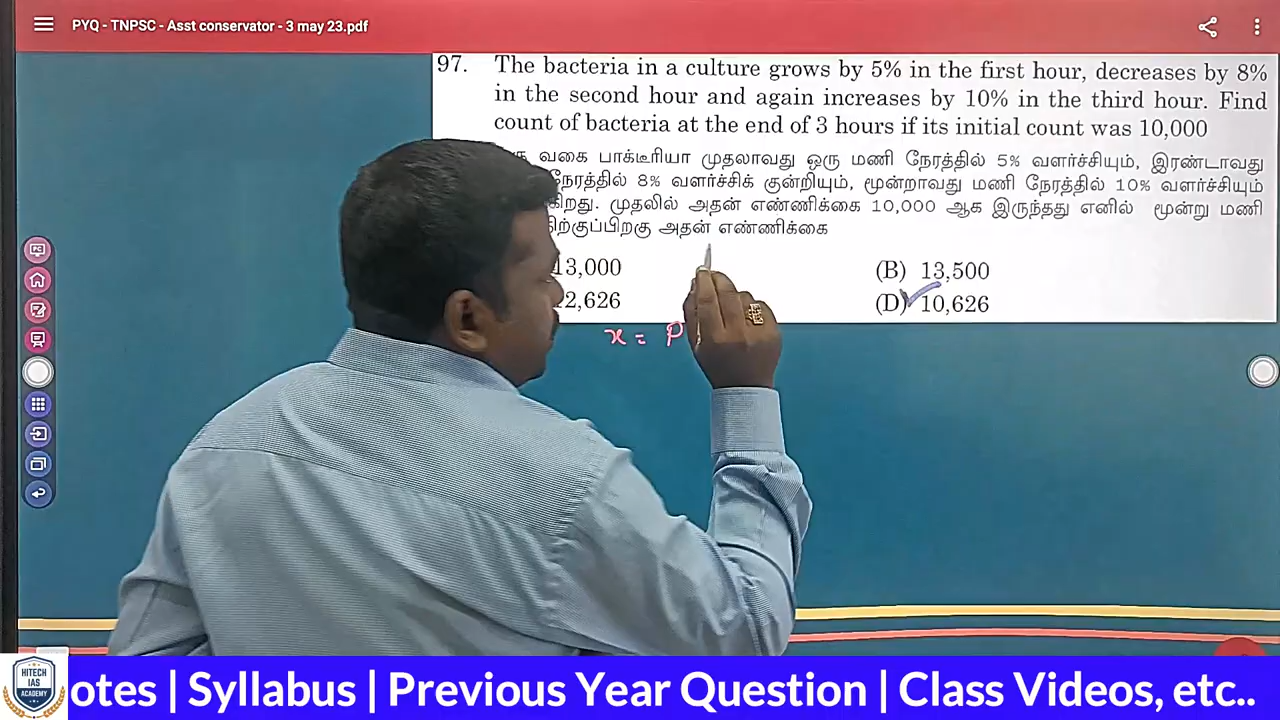 PYQ - TNPSC - Asst conservator - 3 may 23.pdf
97. The bacteria in a culture grows by 5% in the first hour, decreases by 8%
in the second hour and again increases by 10% in the third hour. Find
count of bacteria at the end of 3 hours if its initial count was 10,000
வகை பாக்டீரியா முதலாவது ஒரு மணி நேரத்தில் 5% வளர்ச்சியும், இரண்டாவது
நேரத்தில் 8% வளர்ச்சிக் குன்றியும், மூன்றாவது மணி நேரத்தில் 10% வளர்ச்சியும்
முதலில் அதன் எண்ணிக்கை 10,000 ஆக இருந்தது எனில் மூன்று மணி
அதன் எண்ணிக்கை
13,000 (B) 13,500
2,626 (D) 10,626
x = P
HITECH
IAS
ACADEMY
otes | Syllabus | Previous Year Question | Class Videos, etc..